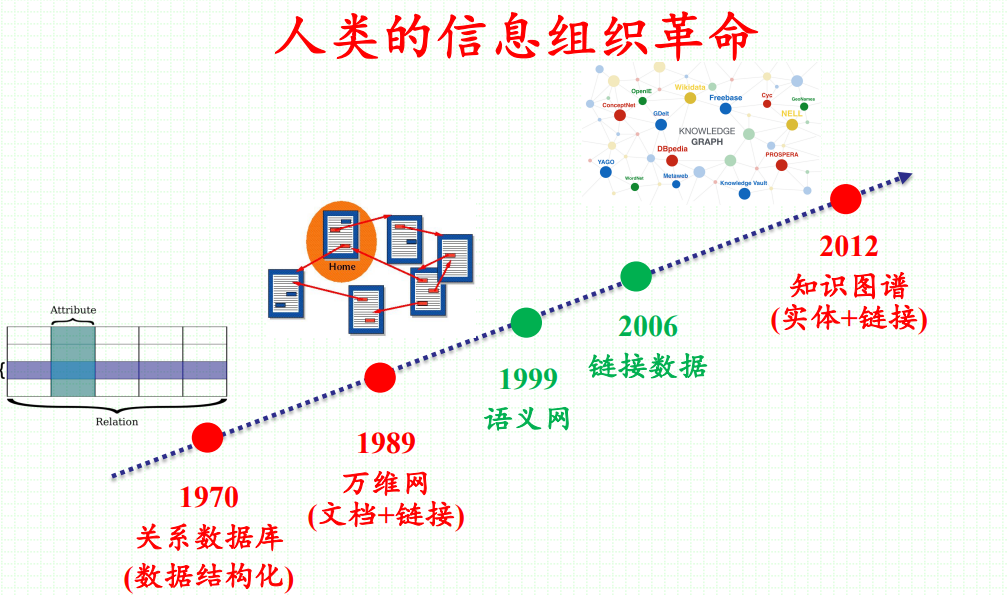 人类的信息组织革命
OpenIE
Wikidata
Freebase
Cyc
GeoNames
ConceptNet
GDelt
NELL
KNOWLEDGE
GRAPH
DBpedia
PROSPERA
YAGO
WordNet
Metaweb
Knowledge Vault
Home
Attribute
Relation
1970
关系数据库
(数据结构化)
1989
万维网
(文档+链接)
1999
语义网
2006
链接数据
2012
知识图谱
(实体+链接)